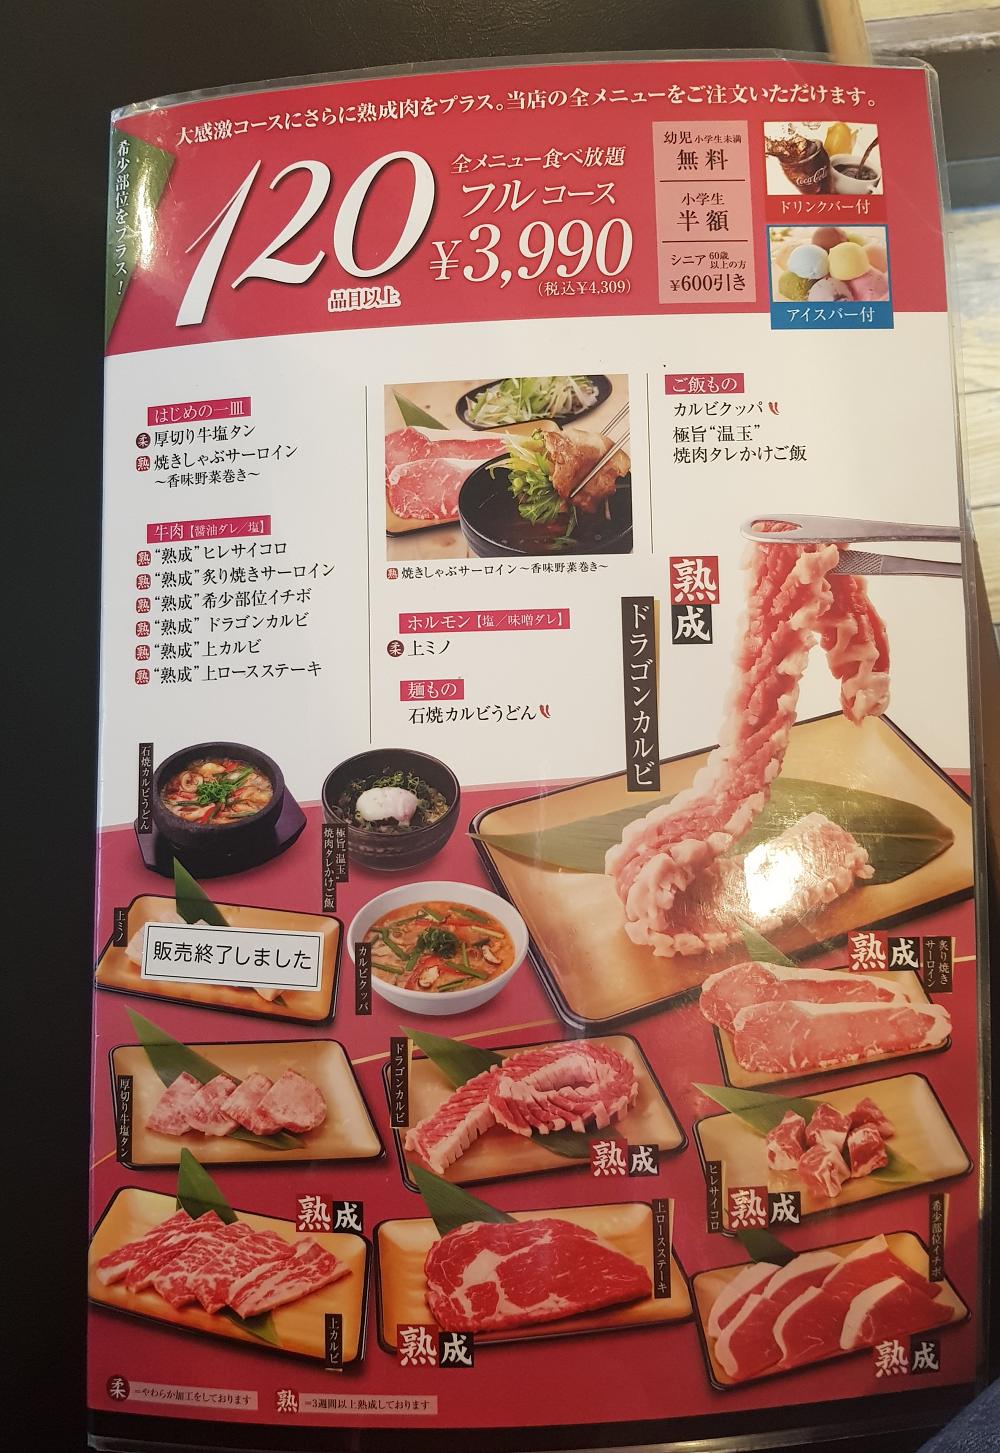 大感激コースにさらに熟成肉をプラス。当店の全メニューをご注文いただけます。
希少部位をプラス!
120
品目以上
全メニュー食べ放題
フルコース
¥3,990
(税込¥4,309)
幼児 小学生未満
無料
小学生
半額
シニア 60歳以上の方
¥600引き
Coca-Cola
ドリンクバー付
アイスバー付
はじめの一皿
柔 厚切り牛塩タン
熟 焼きしゃぶサーロイン
~香味野菜巻き~
牛肉【醤油ダレ/塩】
熟 “熟成”ヒレサイコロ
熟 “熟成”炙り焼きサーロイン
熟 “熟成”希少部位イチボ
熟 “熟成”ドラゴンカルビ
熟 “熟成”上カルビ
熟 “熟成”上ロースステーキ
熟 焼きしゃぶサーロイン~香味野菜巻き~
ホルモン【塩/味噌ダレ】
柔 上ミノ
麺もの
石焼カルビうどん
ご飯もの
カルビクッパ
極旨“温玉”
焼肉タレかけご飯
熟成
ドラゴンカルビ
石焼カルビうどん
極旨“温玉”
焼肉タレかけご飯
上ミノ
販売終了しました
カルビクッパ
熟成
炙り焼き
サーロイン
厚切り牛塩タン
ドラゴンカルビ
熟成
ヒレサイコロ
熟成
熟成
上カルビ
上ロースステーキ
熟成
希少部位イチボ
熟成
柔 =やわらか加工をしております
熟 =3週間以上熟成しております